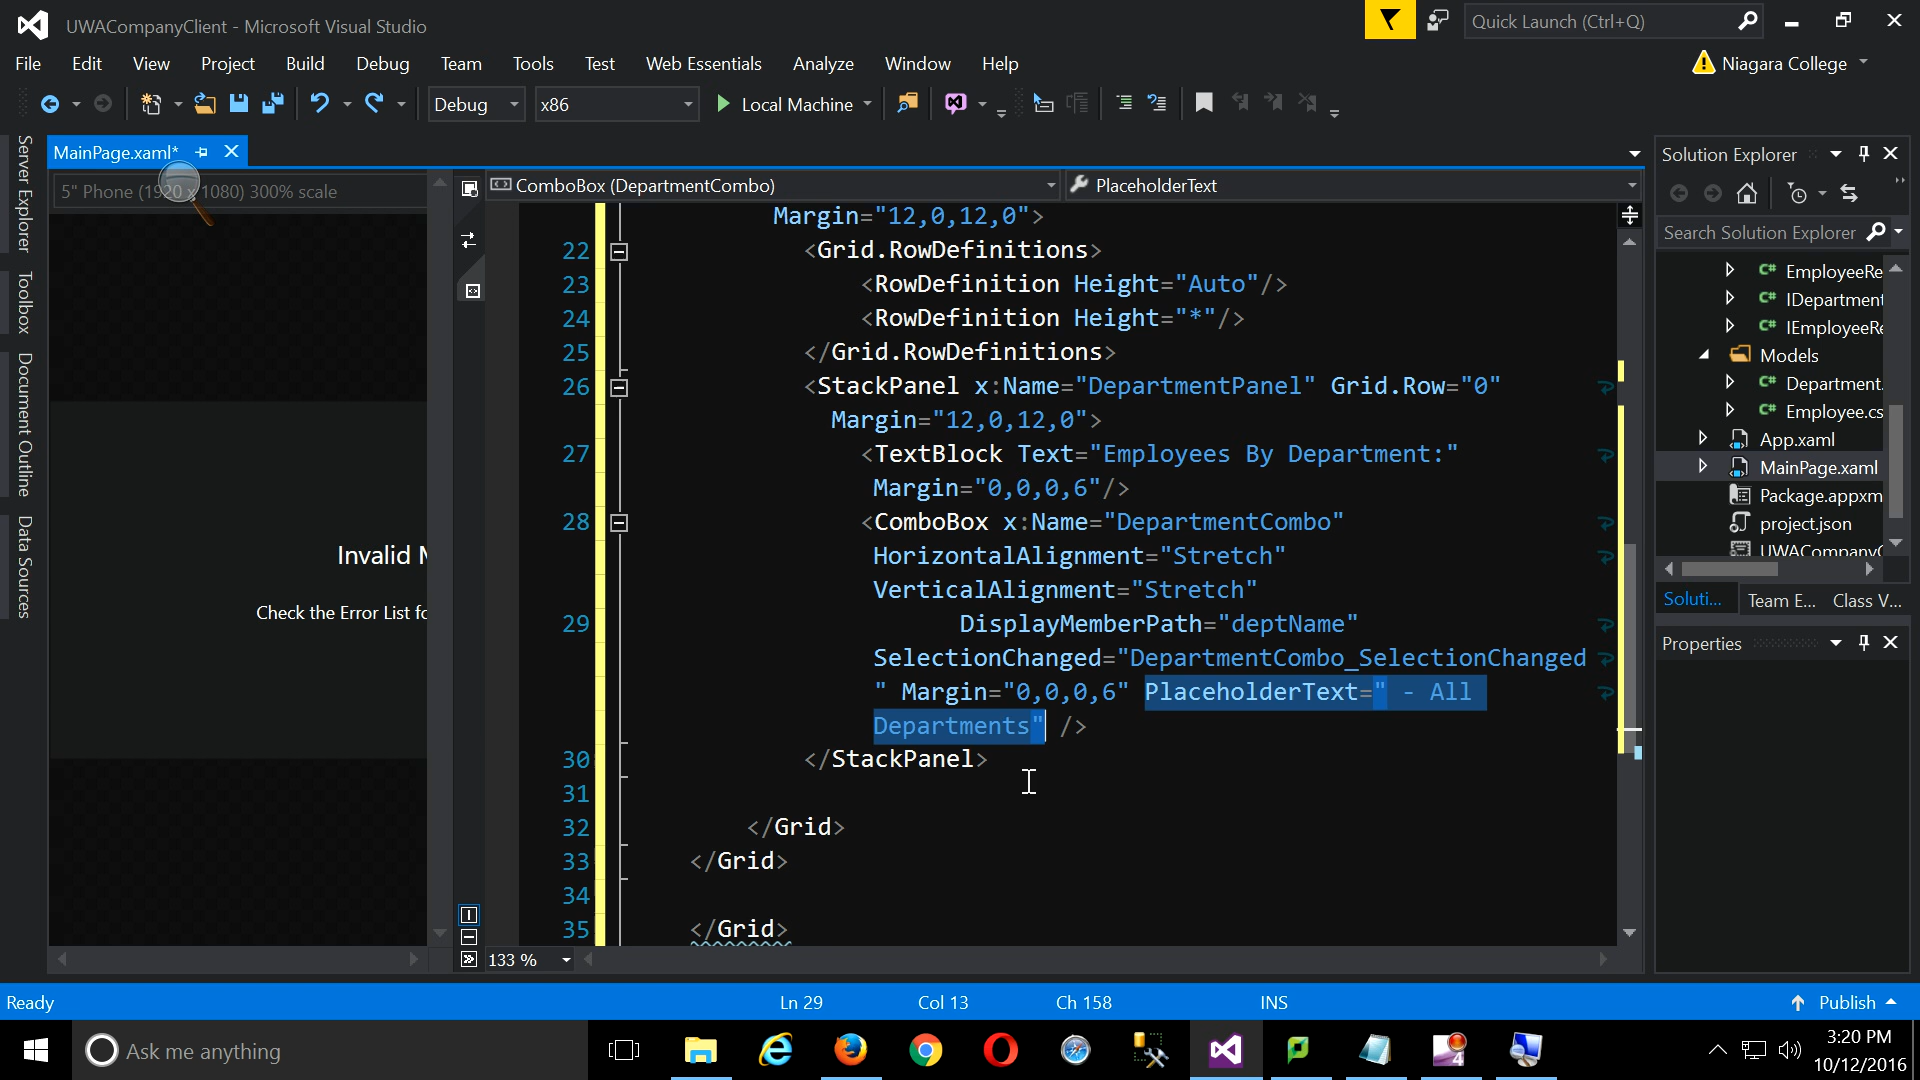 UWACompanyClient - Microsoft Visual Studio
Quick Launch (Ctrl+Q)
File Edit View Project Build Debug Team Tools Test Web Essentials Analyze Window Help
Niagara College
Debug x86 Local Machine
Server Explorer
Toolbox
Document Outline
Data Sources
MainPage.xaml*
5" Phone (1920 x 1080) 300% scale
Invalid M
Check the Error List fo
ComboBox (DepartmentCombo) PlaceholderText
Margin="12,0,12,0">
22 <Grid.RowDefinitions>
23 <RowDefinition Height="Auto"/>
24 <RowDefinition Height="*"/>
25 </Grid.RowDefinitions>
26 <StackPanel x:Name="DepartmentPanel" Grid.Row="0"
Margin="12,0,12,0">
27 <TextBlock Text="Employees By Department:"
Margin="0,0,0,6"/>
28 <ComboBox x:Name="DepartmentCombo"
HorizontalAlignment="Stretch"
VerticalAlignment="Stretch"
29 DisplayMemberPath="deptName"
SelectionChanged="DepartmentCombo_SelectionChanged
" Margin="0,0,0,6" PlaceholderText=" - All
Departments" />
30 </StackPanel>
31
32 </Grid>
33 </Grid>
34
35 </Grid>
133 %
Solution Explorer
Search Solution Explorer
EmployeeRe
IDepartment
IEmployeeRe
Models
Department.
Employee.cs
App.xaml
MainPage.xaml
Package.appxm
project.json
UWACompanyC
Soluti... Team E... Class V...
Properties
Ready Ln 29 Col 13 Ch 158 INS Publish
Ask me anything
4
3:20 PM
10/12/2016